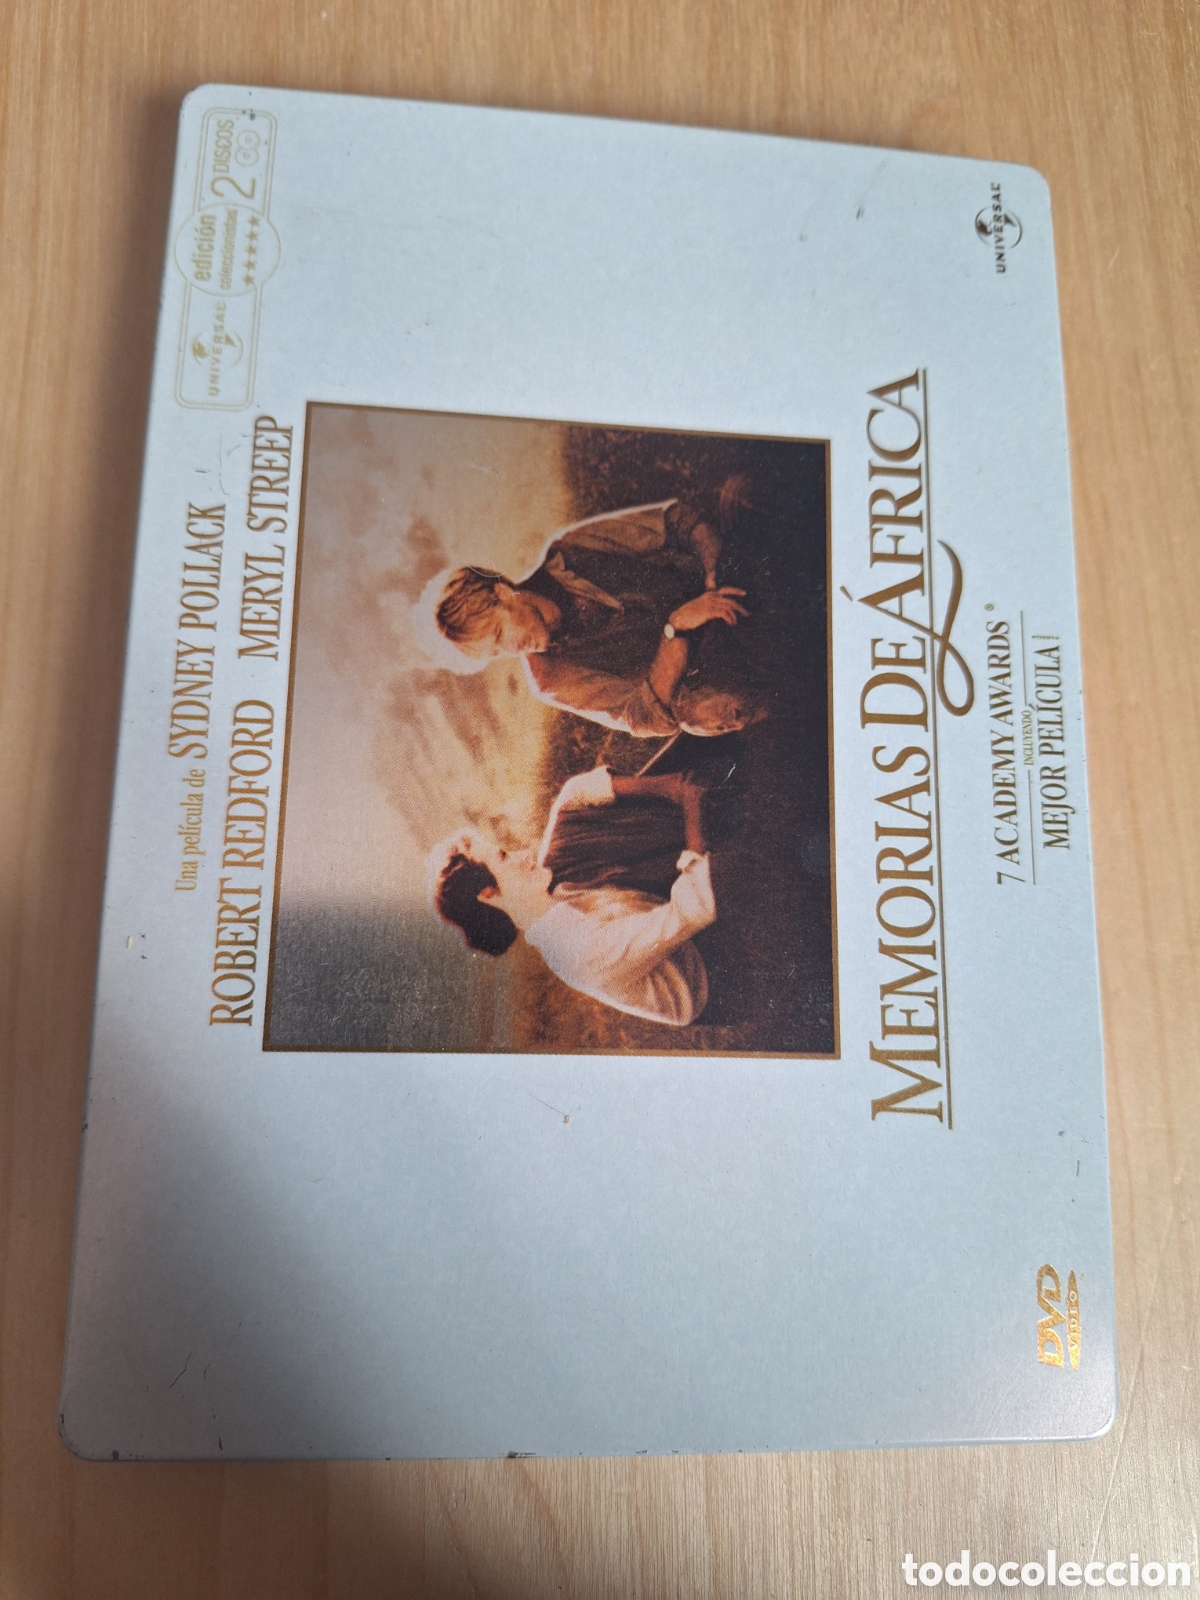 UNIVERSAL
edición
coleccionistas
★★★★★
2 DISCOS
Una película de SYDNEY POLLACK
ROBERT REDFORD MERYL STREEP
MEMORIAS DE ÁFRICA
7 ACADEMY AWARDS®
INCLUYENDO
MEJOR PELÍCULA
DVD
VIDEO
UNIVERSAL
todocoleccion